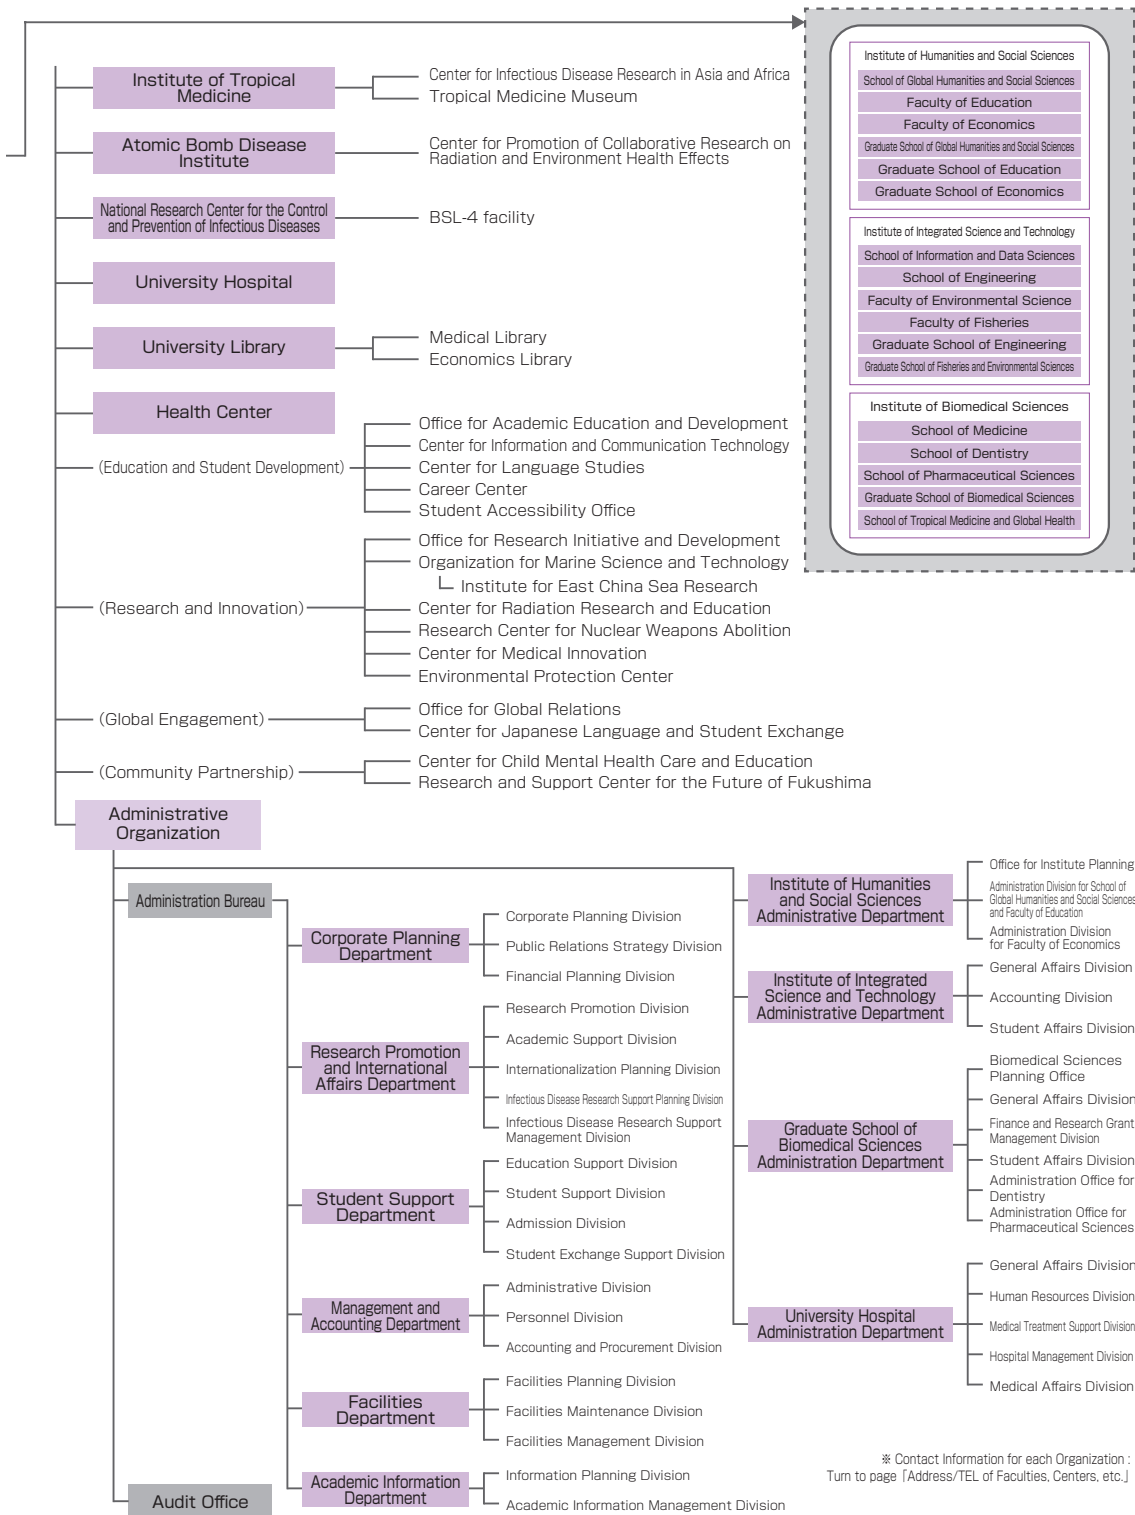 Institute of Tropical
Medicine
Center for Infectious Disease Research in Asia and Africa
Tropical Medicine Museum
Atomic Bomb Disease
Institute
Center for Promotion of Collaborative Research on
Radiation and Environment Health Effects
National Research Center for the Control
and Prevention of Infectious Diseases
BSL-4 facility
University Hospital
University Library
Medical Library
Economics Library
Health Center
(Education and Student Development)
Office for Academic Education and Development
Center for Information and Communication Technology
Center for Language Studies
Career Center
Student Accessibility Office
(Research and Innovation)
Office for Research Initiative and Development
Organization for Marine Science and Technology
Institute for East China Sea Research
Center for Radiation Research and Education
Research Center for Nuclear Weapons Abolition
Center for Medical Innovation
Environmental Protection Center
(Global Engagement)
Office for Global Relations
Center for Japanese Language and Student Exchange
(Community Partnership)
Center for Child Mental Health Care and Education
Research and Support Center for the Future of Fukushima
Institute of Humanities and Social Sciences
School of Global Humanities and Social Sciences
Faculty of Education
Faculty of Economics
Graduate School of Global Humanities and Social Sciences
Graduate School of Education
Graduate School of Economics
Institute of Integrated Science and Technology
School of Information and Data Sciences
School of Engineering
Faculty of Environmental Science
Faculty of Fisheries
Graduate School of Engineering
Graduate School of Fisheries and Environmental Sciences
Institute of Biomedical Sciences
School of Medicine
School of Dentistry
School of Pharmaceutical Sciences
Graduate School of Biomedical Sciences
School of Tropical Medicine and Global Health
Administrative
Organization
Administration Bureau
Corporate Planning
Department
Corporate Planning Division
Public Relations Strategy Division
Financial Planning Division
Research Promotion
and International
Affairs Department
Research Promotion Division
Academic Support Division
Internationalization Planning Division
Infectious Disease Research Support Planning Division
Infectious Disease Research Support
Management Division
Student Support
Department
Education Support Division
Student Support Division
Admission Division
Student Exchange Support Division
Management and
Accounting Department
Administrative Division
Personnel Division
Accounting and Procurement Division
Facilities
Department
Facilities Planning Division
Facilities Maintenance Division
Facilities Management Division
Academic Information
Department
Information Planning Division
Academic Information Management Division
Audit Office
Institute of Humanities
and Social Sciences
Administrative Department
Office for Institute Planning
Administration Division for School of
Global Humanities and Social Sciences
and Faculty of Education
Administration Division
for Faculty of Economics
Institute of Integrated
Science and Technology
Administrative Department
General Affairs Division
Accounting Division
Student Affairs Division
Graduate School of
Biomedical Sciences
Administration Department
Biomedical Sciences
Planning Office
General Affairs Division
Finance and Research Grant
Management Division
Student Affairs Division
Administration Office for
Dentistry
Administration Office for
Pharmaceutical Sciences
University Hospital
Administration Department
General Affairs Division
Human Resources Division
Medical Treatment Support Division
Hospital Management Division
Medical Affairs Division
※ Contact Information for each Organization :
Turn to page「Address/TEL of Faculties, Centers, etc.」